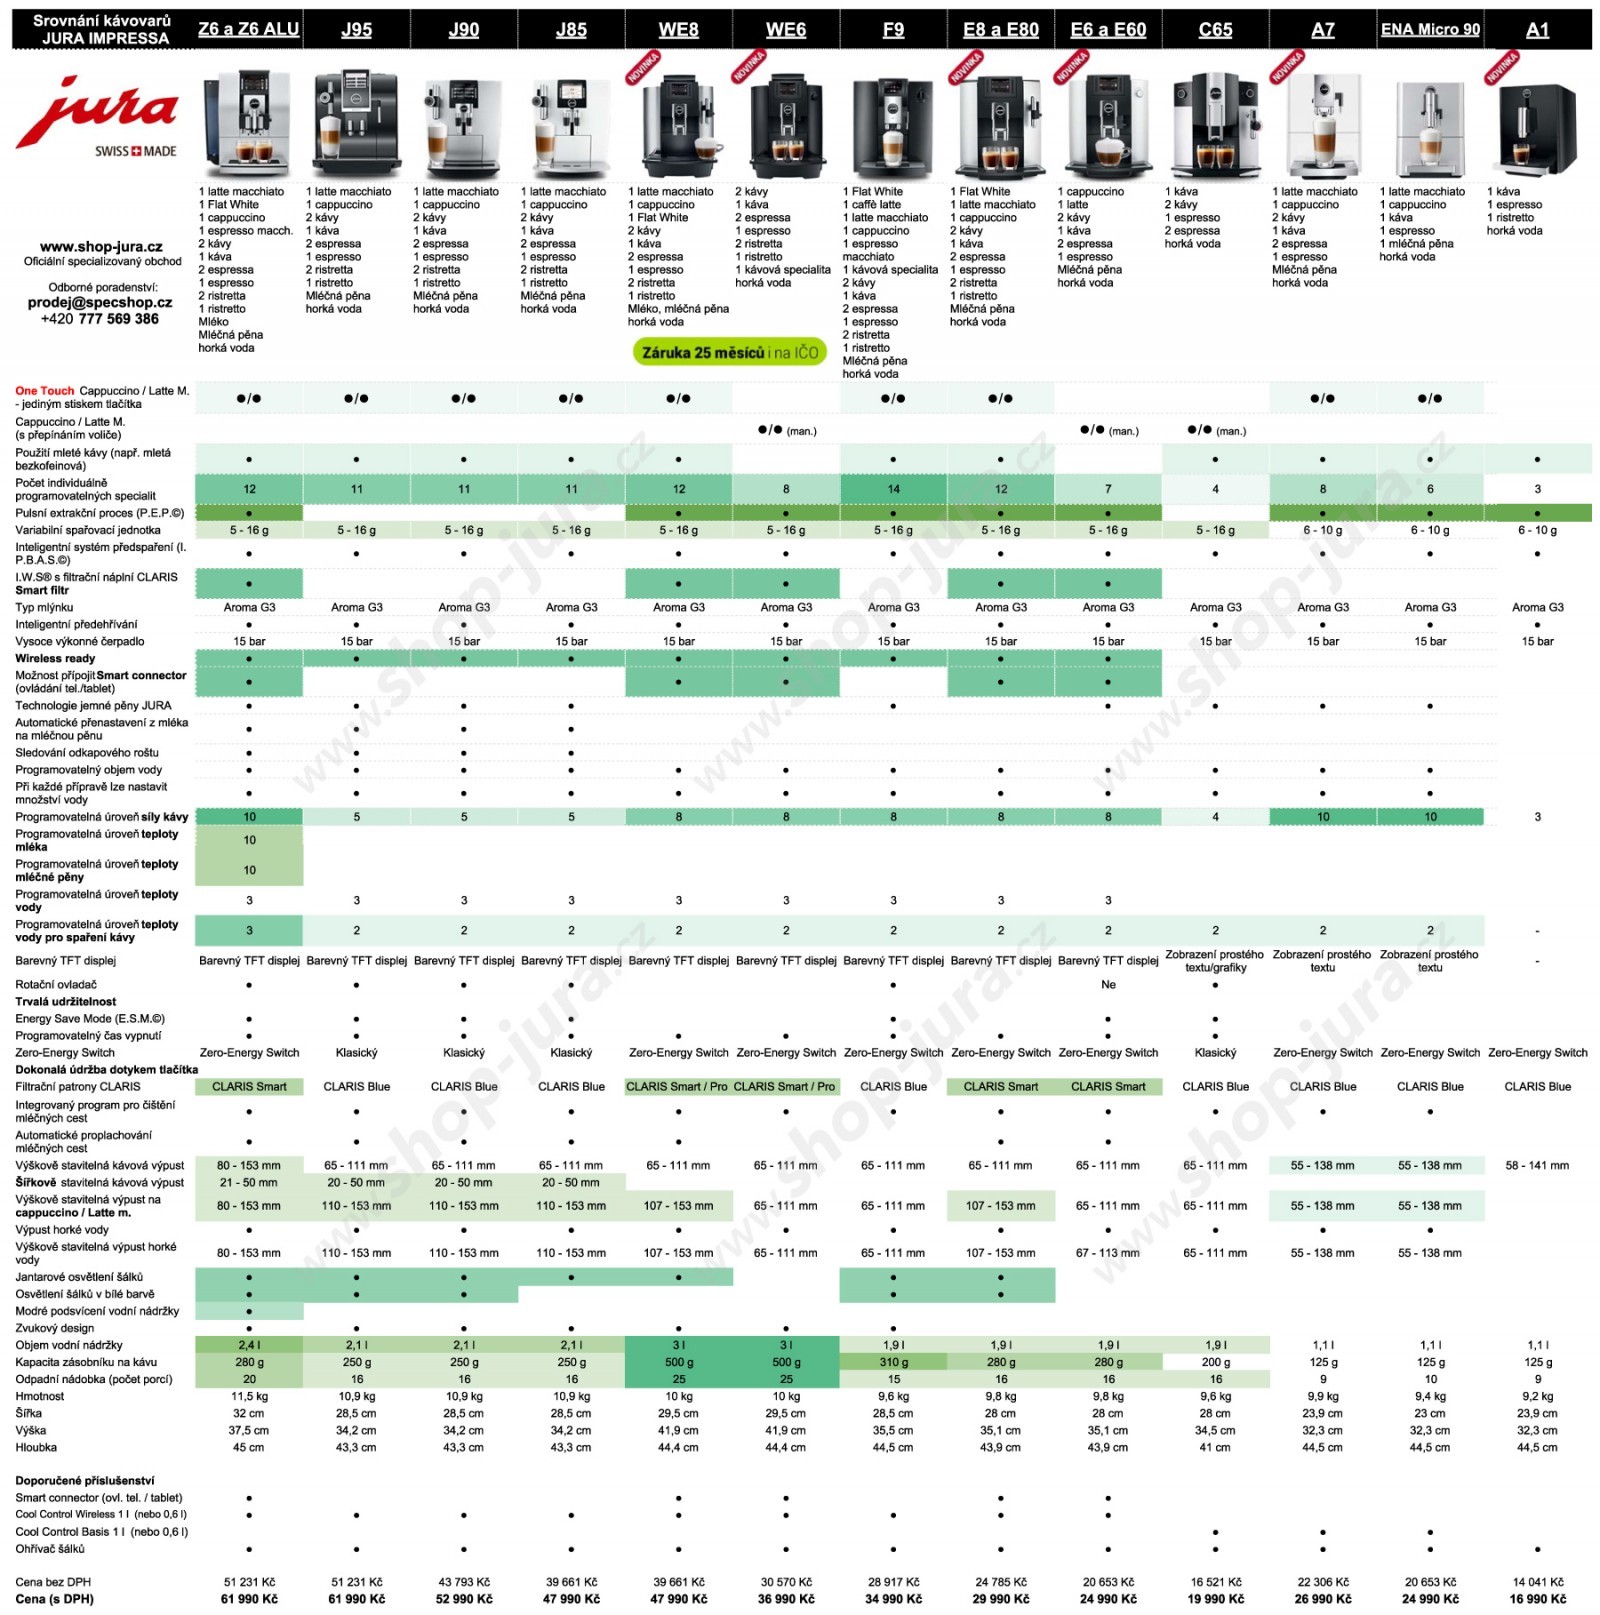 Srovnání kávovarů
JURA IMPRESSA
Z6 a Z6 ALU J95 J90 J85 WE8 WE6 F9 E8 a E80 E6 a E60 C65 A7 ENA Micro 90 A1
NOVINKA NOVINKA NOVINKA NOVINKA NOVINKA NOVINKA
jura
SWISS MADE
www.shop-jura.cz
Oficiální specializovaný obchod
Odborné poradenství:
prodej@specshop.cz
+420 777 569 386
1 latte macchiato
1 Flat White
1 cappuccino
1 espresso macch.
2 kávy
1 káva
2 espressa
1 espresso
2 ristretta
1 ristretto
Mléko
Mléčná pěna
horká voda
1 latte macchiato
1 cappuccino
2 kávy
1 káva
2 espressa
1 espresso
2 ristretta
1 ristretto
Mléčná pěna
horká voda
1 latte macchiato
1 cappuccino
2 kávy
1 káva
2 espressa
1 espresso
2 ristretta
1 ristretto
Mléčná pěna
horká voda
1 latte macchiato
1 cappuccino
2 kávy
1 káva
2 espressa
1 espresso
2 ristretta
1 ristretto
Mléčná pěna
horká voda
1 latte macchiato
1 cappuccino
1 Flat White
2 kávy
1 káva
2 espressa
1 espresso
2 ristretta
1 ristretto
Mléko, mléčná pěna
horká voda
2 kávy
1 káva
2 espressa
1 espresso
2 ristretta
1 ristretto
1 kávová specialita
horká voda
Záruka 25 měsíců i na IČO
1 Flat White
1 caffè latte
1 latte macchiato
1 cappuccino
1 espresso
macchiato
1 kávová specialita
2 kávy
1 káva
2 espressa
1 espresso
2 ristretta
1 ristretto
Mléčná pěna
horká voda
1 Flat White
1 latte macchiato
1 cappuccino
2 kávy
1 káva
2 espressa
1 espresso
2 ristretta
1 ristretto
Mléčná pěna
horká voda
1 cappuccino
1 latte
2 kávy
1 káva
2 espressa
1 espresso
Mléčná pěna
horká voda
1 káva
2 kávy
1 espresso
2 espressa
horká voda
1 latte macchiato
1 cappuccino
2 kávy
1 káva
2 espressa
1 espresso
Mléčná pěna
horká voda
1 latte macchiato
1 cappuccino
1 káva
1 espresso
1 mléčná pěna
horká voda
1 káva
1 espresso
1 ristretto
horká voda
One Touch Cappuccino / Latte M.
- jediným stiskem tlačítka ●/● ●/● ●/● ●/● ●/● ●/● ●/● ●/● ●/●
Cappuccino / Latte M.
(s přepínáním voliče) ●/● (man.) ●/● (man.) ●/● (man.)
Použití mleté kávy (např. mletá
bezkofeinová) • • • • • • • • • • •
Počet individuálně
programovatelných specialit 12 11 11 11 12 8 14 12 7 4 8 6 3
Pulsní extrakční proces (P.E.P.©) • • • • • • • • •
Variabilní spařovací jednotka 5 - 16 g 5 - 16 g 5 - 16 g 5 - 16 g 5 - 16 g 5 - 16 g 5 - 16 g 5 - 16 g 5 - 16 g 5 - 16 g 6 - 10 g 6 - 10 g 6 - 10 g
Inteligentní systém předspaření (I.
P.B.A.S.©) • • • • • • • • • • • • •
I.W.S® s filtrační náplní CLARIS
Smart filtr • • • • •
Typ mlýnku Aroma G3 Aroma G3 Aroma G3 Aroma G3 Aroma G3 Aroma G3 Aroma G3 Aroma G3 Aroma G3 Aroma G3 Aroma G3 Aroma G3 Aroma G3
Inteligentní předehřívání • • • • • • • • • • • • •
Vysoce výkonné čerpadlo 15 bar 15 bar 15 bar 15 bar 15 bar 15 bar 15 bar 15 bar 15 bar 15 bar 15 bar 15 bar 15 bar
Wireless ready • • • • • • • • •
Možnost přípojit Smart connector
(ovládání tel./tablet) • • • • •
Technologie jemné pěny JURA • • • • • • • • •
Automatické přenastavení z mléka
na mléčnou pěnu • • • •
Sledování odkapového roštu • • • •
Programovatelný objem vody • • • • • • • • • • • •
Při každé přípravě lze nastavit
množství vody • • • • • • • • • • • •
Programovatelná úroveň síly kávy 10 5 5 5 8 8 8 8 8 4 10 10 3
Programovatelná úroveň teploty
mléka 10
Programovatelná úroveň teploty
mléčné pěny 10
Programovatelná úroveň teploty
vody 3 3 3 3 3 3 3 3 3
Programovatelná úroveň teploty
vody pro spaření kávy 3 2 2 2 2 2 2 2 2 2 2 2 -
Barevný TFT displej Barevný TFT displej Barevný TFT displej Barevný TFT displej Barevný TFT displej Barevný TFT displej Barevný TFT displej Barevný TFT displej Barevný TFT displej Barevný TFT displej Zobrazení prostého textu/grafiky Zobrazení prostého textu Zobrazení prostého textu -
Rotační ovladač • • • • • Ne •
Trvalá udržitelnost
Energy Save Mode (E.S.M.©) • • • • • • •
Programovatelný čas vypnutí • • • • • • • • • •
Zero-Energy Switch Zero-Energy Switch Klasický Klasický Klasický Zero-Energy Switch Zero-Energy Switch Zero-Energy Switch Zero-Energy Switch Zero-Energy Switch Klasický Zero-Energy Switch Zero-Energy Switch Zero-Energy Switch
Dokonalá údržba dotykem tlačítka
Filtrační patrony CLARIS CLARIS Smart CLARIS Blue CLARIS Blue CLARIS Blue CLARIS Smart / Pro CLARIS Smart / Pro CLARIS Blue CLARIS Smart CLARIS Smart CLARIS Blue CLARIS Blue CLARIS Blue CLARIS Blue
Integrovaný program pro čištění
mléčných cest • • • • • • • • • • •
Automatické proplachování
mléčných cest • • • • • • •
Výškově stavitelná kávová výpust 80 - 153 mm 65 - 111 mm 65 - 111 mm 65 - 111 mm 65 - 111 mm 65 - 111 mm 65 - 111 mm 65 - 111 mm 65 - 111 mm 65 - 111 mm 55 - 138 mm 55 - 138 mm 58 - 141 mm
Šířkově stavitelná kávová výpust 21 - 50 mm 20 - 50 mm 20 - 50 mm 20 - 50 mm
Výškově stavitelná výpust na
cappuccino / Latte m. 80 - 153 mm 110 - 153 mm 110 - 153 mm 110 - 153 mm 107 - 153 mm 65 - 111 mm 65 - 111 mm 107 - 153 mm 65 - 111 mm 65 - 111 mm 55 - 138 mm 55 - 138 mm
Výpust horké vody • • • • • • • • • • • •
Výškově stavitelná výpust horké
vody 80 - 153 mm 110 - 153 mm 110 - 153 mm 110 - 153 mm 107 - 153 mm 65 - 111 mm 65 - 111 mm 107 - 153 mm 67 - 113 mm 65 - 111 mm 55 - 138 mm 55 - 138 mm
Jantarové osvětlení šálků • • • • • • •
Osvětlení šálků v bílé barvě • • • • •
Modré podsvícení vodní nádržky •
Zvukový design • • • • • • •
Objem vodní nádržky 2,4 l 2,1 l 2,1 l 2,1 l 3 l 3 l 1,9 l 1,9 l 1,9 l 1,9 l 1,1 l 1,1 l 1,1 l
Kapacita zásobníku na kávu 280 g 250 g 250 g 250 g 500 g 500 g 310 g 280 g 280 g 200 g 125 g 125 g 125 g
Odpadní nádobka (počet porcí) 20 16 16 16 25 25 15 16 16 16 9 10 9
Hmotnost 11,5 kg 10,9 kg 10,9 kg 10,9 kg 10 kg 10 kg 9,6 kg 9,8 kg 9,8 kg 9,6 kg 9,9 kg 9,4 kg 9,2 kg
Šířka 32 cm 28,5 cm 28,5 cm 28,5 cm 29,5 cm 29,5 cm 28,5 cm 28 cm 28 cm 28 cm 23,9 cm 23 cm 23,9 cm
Výška 37,5 cm 34,2 cm 34,2 cm 34,2 cm 41,9 cm 41,9 cm 35,5 cm 35,1 cm 35,1 cm 34,5 cm 32,3 cm 32,3 cm 32,3 cm
Hloubka 45 cm 43,3 cm 43,3 cm 43,3 cm 44,4 cm 44,4 cm 44,5 cm 43,9 cm 43,9 cm 41 cm 44,5 cm 44,5 cm 44,5 cm
Doporučené příslušenství
Smart connector (ovl. tel. / tablet) • • • • •
Cool Control Wireless 1 l (nebo 0,6 l) • • • • • • • • •
Cool Control Basis 1 l (nebo 0,6 l) • • •
Ohřívač šálků • • • • • • • • • • • • •
Cena bez DPH 51 231 Kč 51 231 Kč 43 793 Kč 39 661 Kč 39 661 Kč 30 570 Kč 28 917 Kč 24 785 Kč 20 653 Kč 16 521 Kč 22 306 Kč 20 653 Kč 14 041 Kč
Cena (s DPH) 61 990 Kč 61 990 Kč 52 990 Kč 47 990 Kč 47 990 Kč 36 990 Kč 34 990 Kč 29 990 Kč 24 990 Kč 19 990 Kč 26 990 Kč 24 990 Kč 16 990 Kč
www.shop-jura.cz
www.shop-jura.cz
www.shop-jura.cz
www.shop-jura.cz
www.shop-jura.cz
www.shop-jura.cz